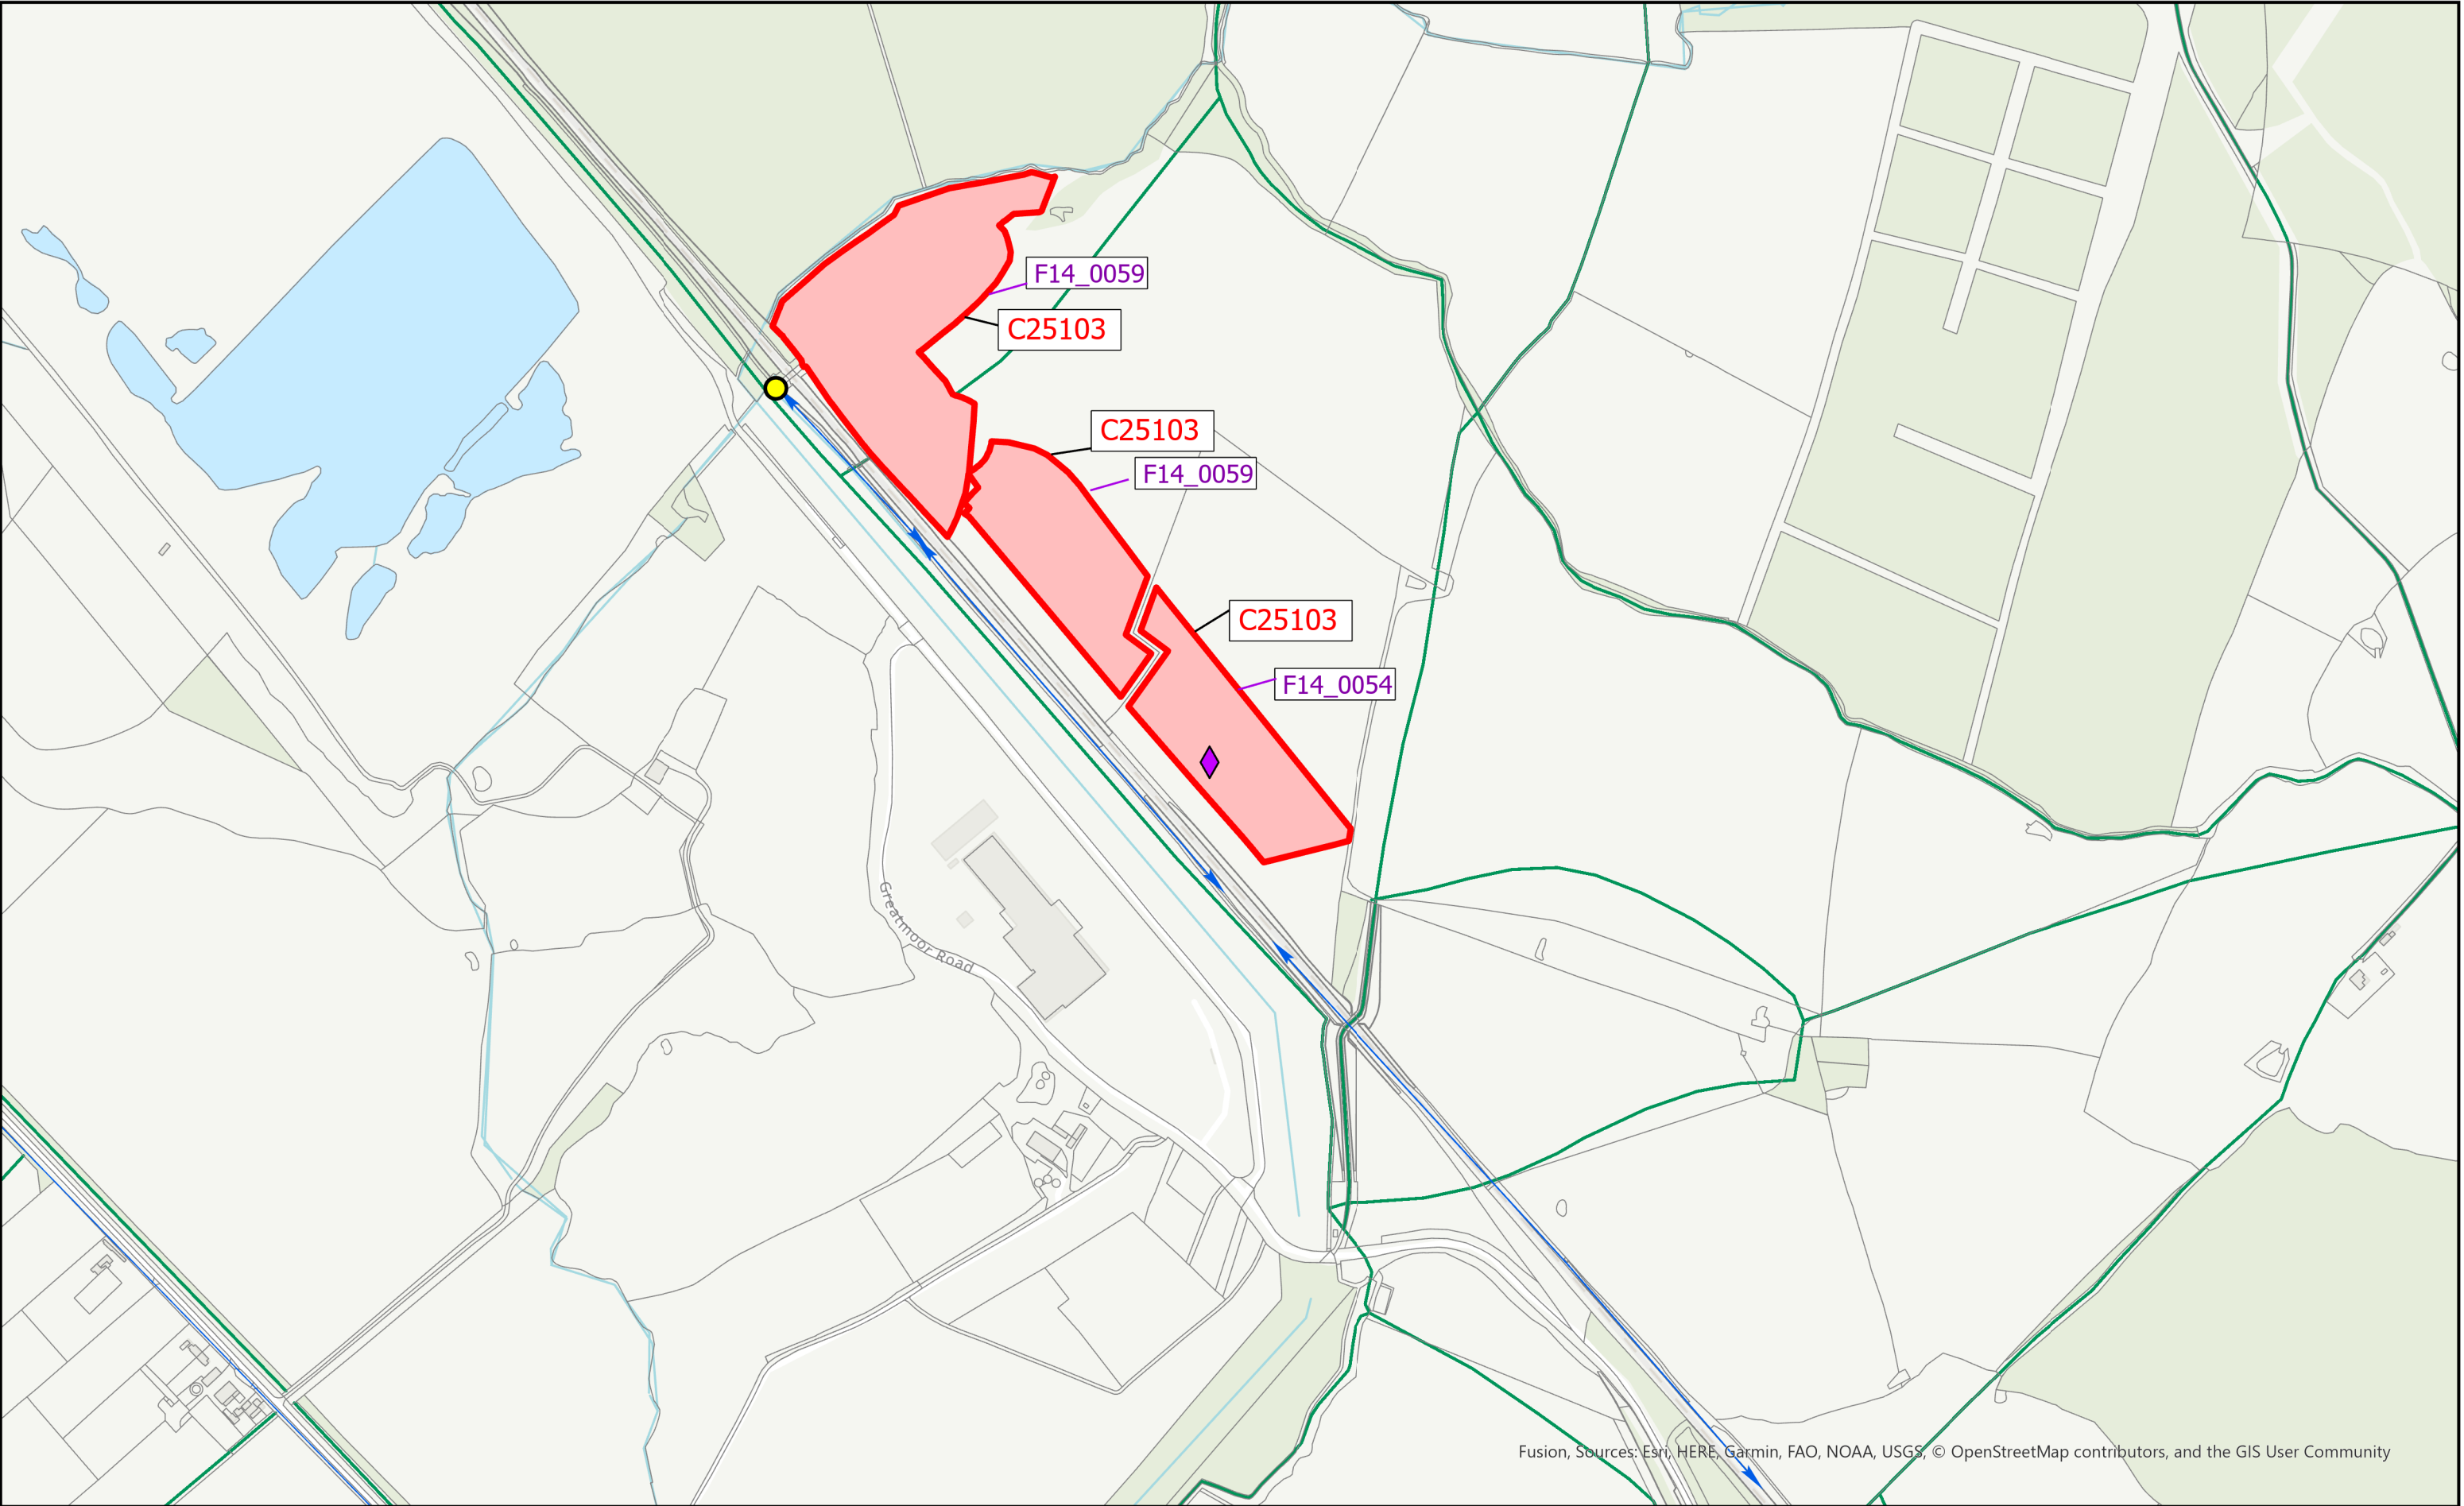 F14_0059
C25103
C25103
F14_0059
C25103
F14_0054
Greatmoor Road
Fusion, Sources: Esri, HERE, Garmin, FAO, NOAA, USGS, © OpenStreetMap contributors, and the GIS User Community